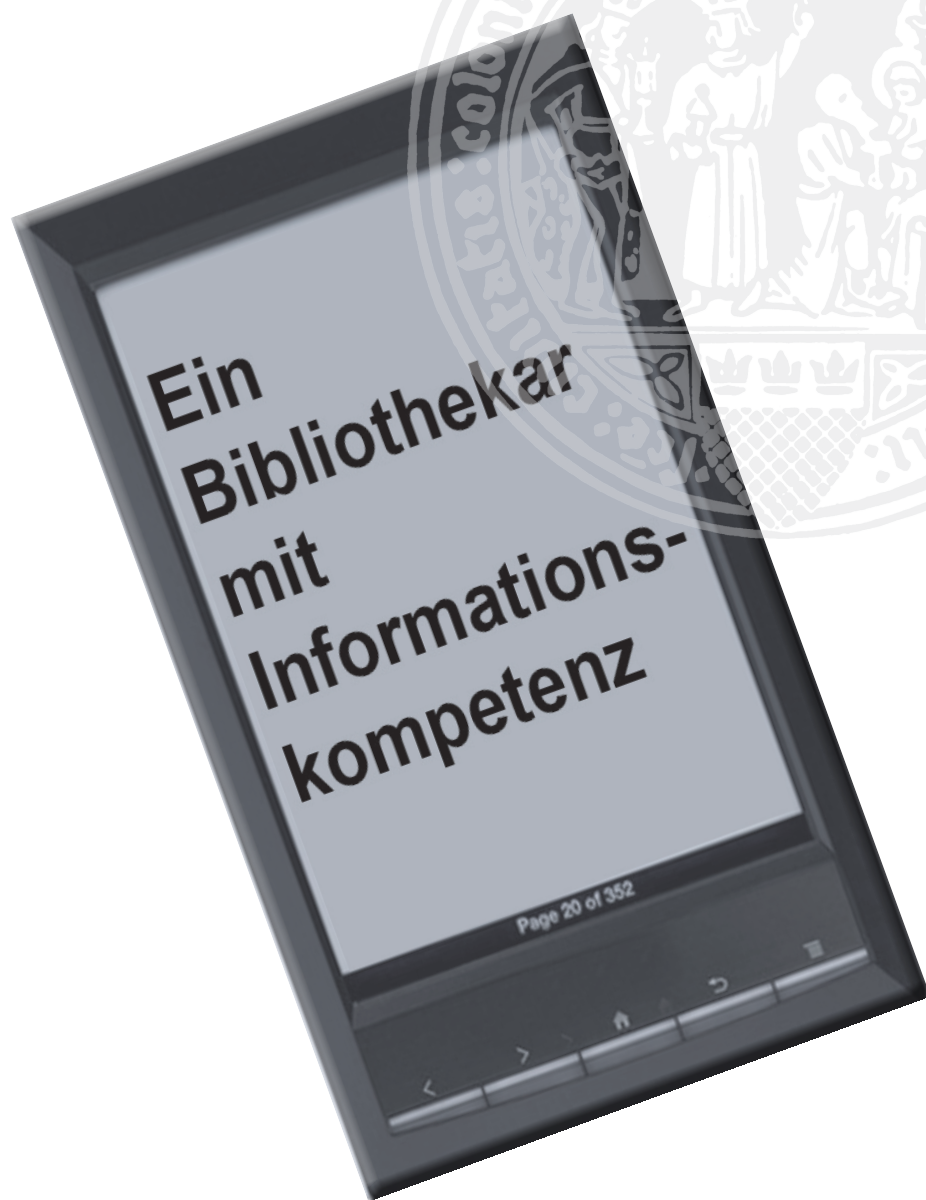 Ein
Bibliothekar
mit
Informations-
kompetenz
Page 20 of 352